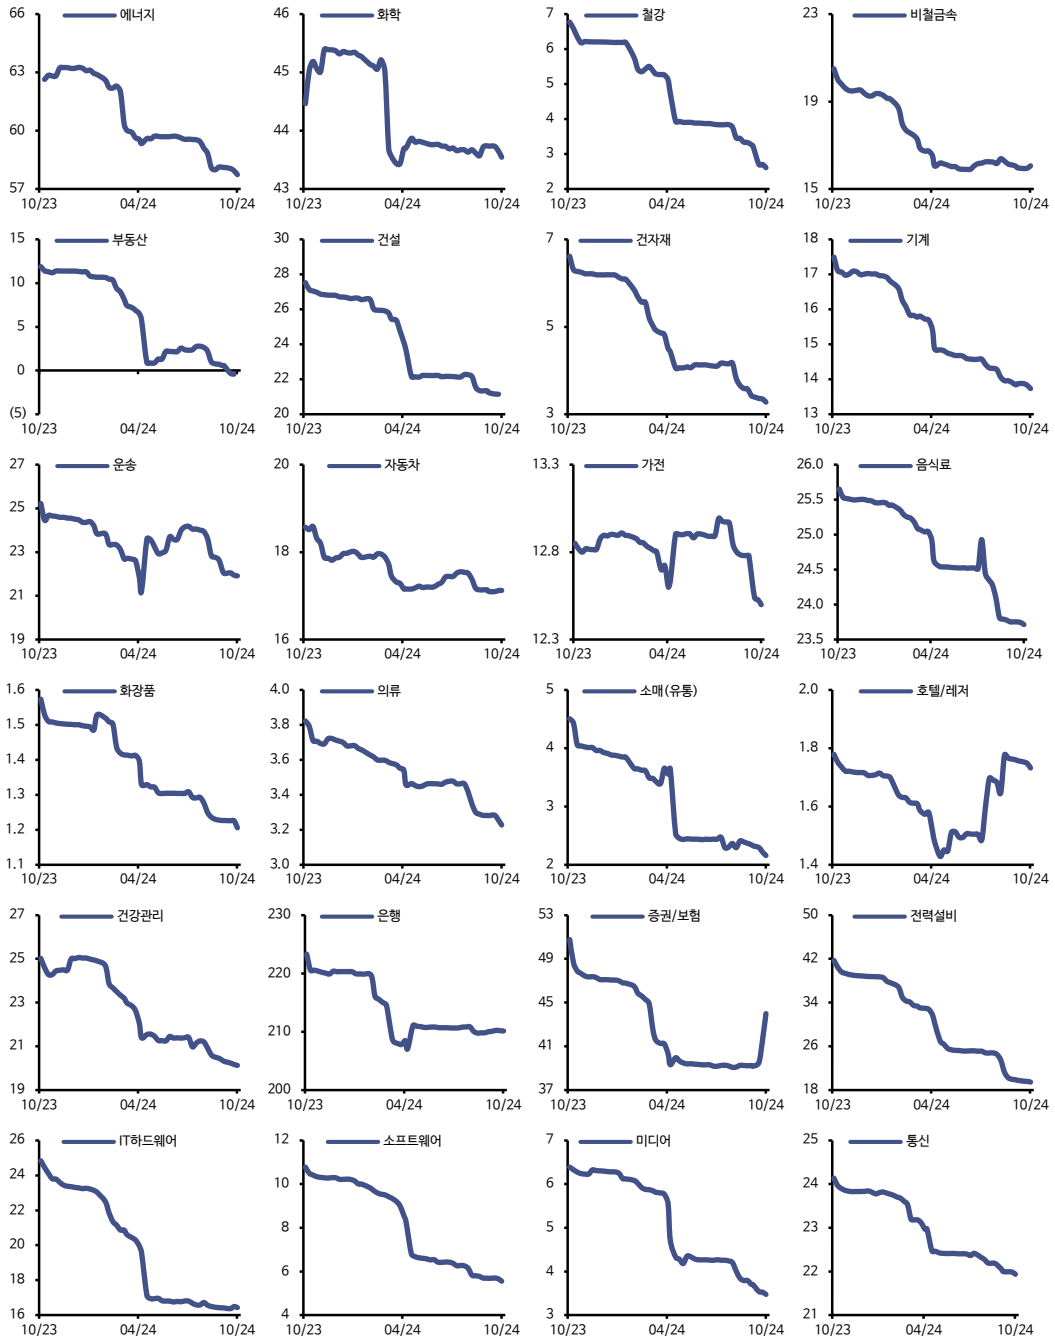 에너지
66
63
60
57
10/23 04/24 10/24
화학
46
45
44
43
10/23 04/24 10/24
철강
7
6
5
4
3
2
10/23 04/24 10/24
비철금속
23
19
15
10/23 04/24 10/24
부동산
15
10
5
0
(5)
10/23 04/24 10/24
건설
30
28
26
24
22
20
10/23 04/24 10/24
건자재
7
5
3
10/23 04/24 10/24
기계
18
17
16
15
14
13
10/23 04/24 10/24
운송
27
25
23
21
19
10/23 04/24 10/24
자동차
20
18
16
10/23 04/24 10/24
가전
13.3
12.8
12.3
10/23 04/24 10/24
음식료
26.0
25.5
25.0
24.5
24.0
23.5
10/23 04/24 10/24
화장품
1.6
1.5
1.4
1.3
1.2
1.1
10/23 04/24 10/24
의류
4.0
3.8
3.6
3.4
3.2
3.0
10/23 04/24 10/24
소매(유통)
5
4
3
2
10/23 04/24 10/24
호텔/레저
2.0
1.8
1.6
1.4
10/23 04/24 10/24
건강관리
27
25
23
21
19
10/23 04/24 10/24
은행
230
220
210
200
10/23 04/24 10/24
증권/보험
53
49
45
41
37
10/23 04/24 10/24
전력설비
50
42
34
26
18
10/23 04/24 10/24
IT하드웨어
26
24
22
20
18
16
10/23 04/24 10/24
소프트웨어
12
10
8
6
4
10/23 04/24 10/24
미디어
7
6
5
4
3
10/23 04/24 10/24
통신
25
24
23
22
21
10/23 04/24 10/24